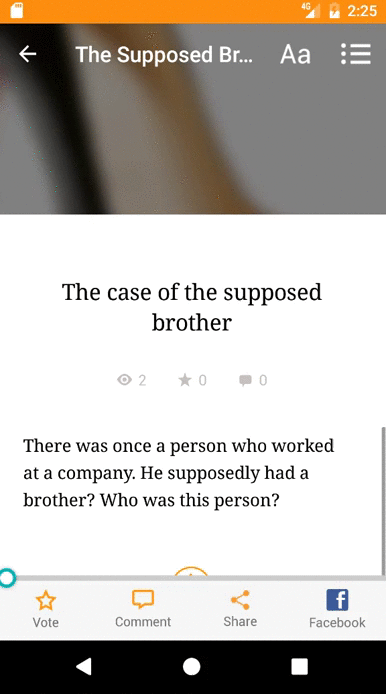 4G 2:25
The Supposed Br... Aa
The case of the supposed
brother
2 0 0
There was once a person who worked
at a company. He supposedly had a
brother? Who was this person?
Vote Comment Share Facebook